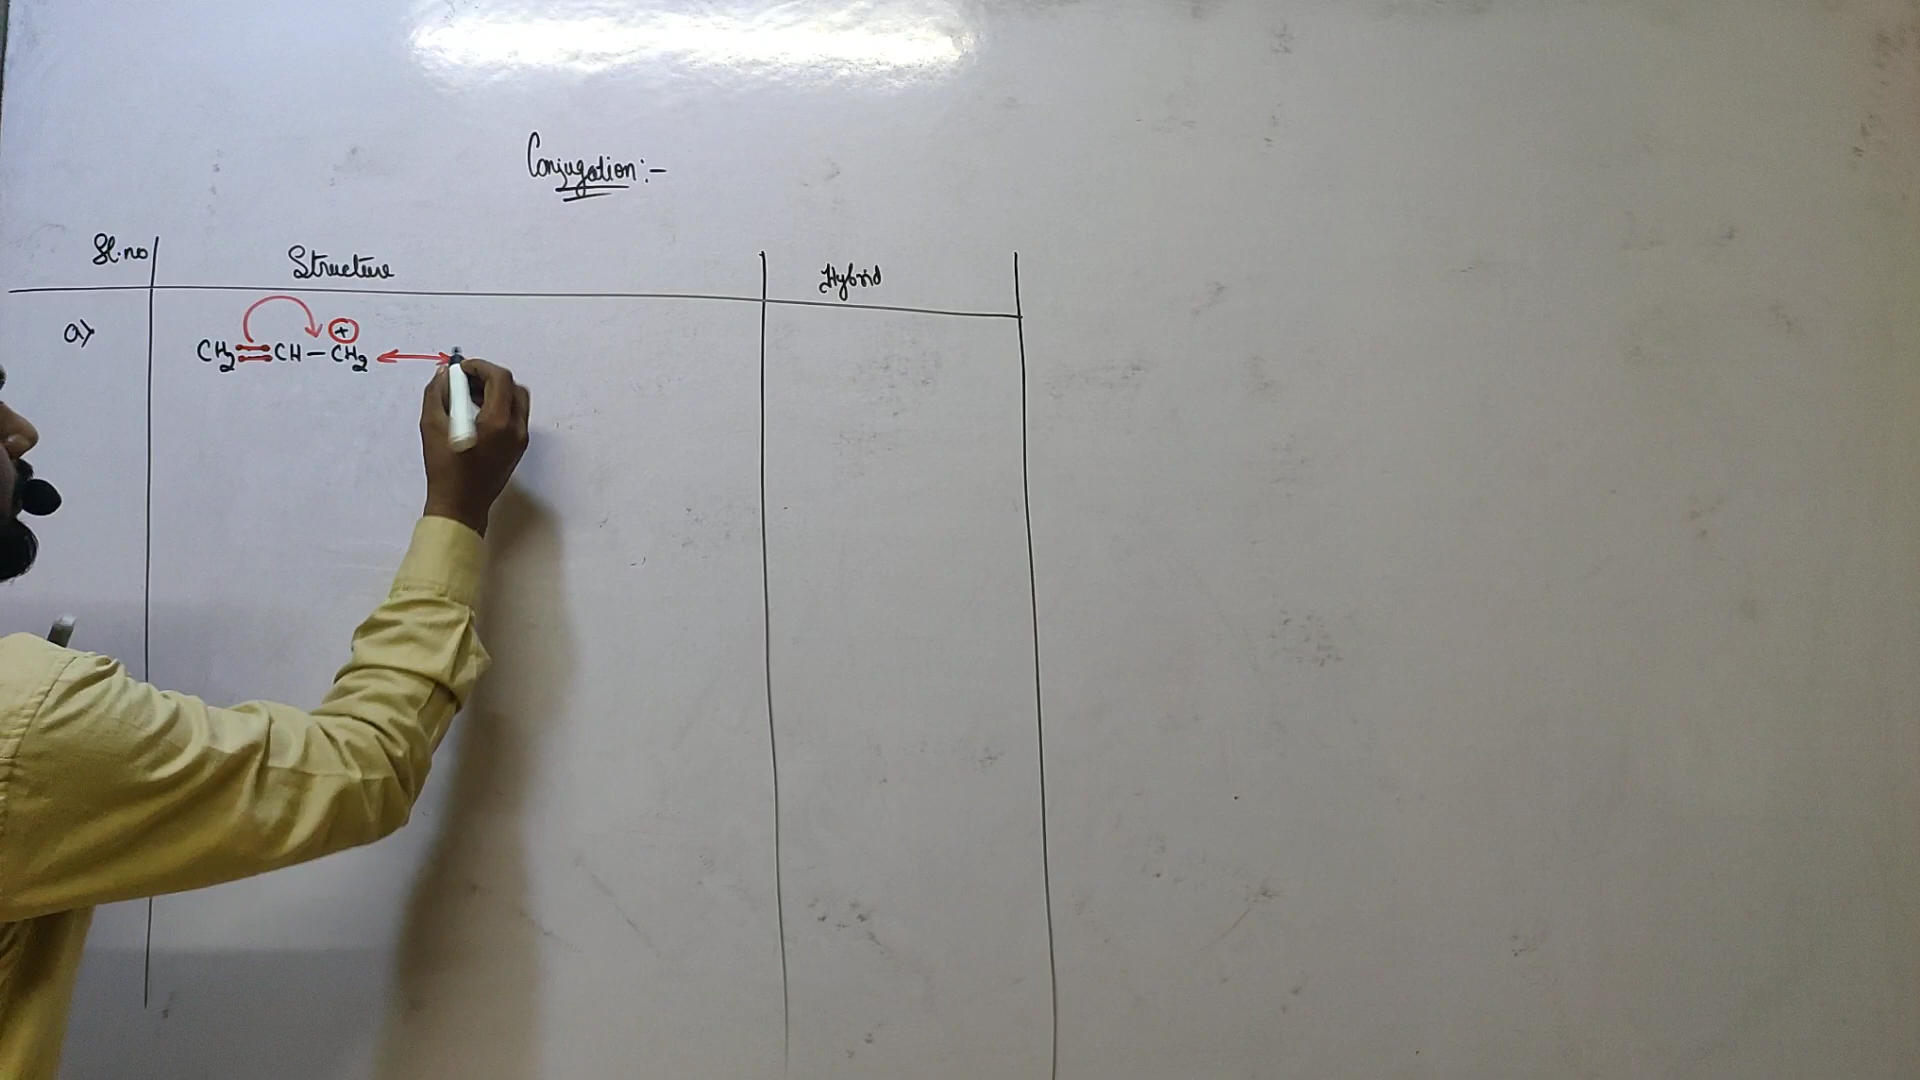 Conjugation:-
Sl.no Structure Hybrid
a) CH₂=CH–CH₂ ⊕ ↔